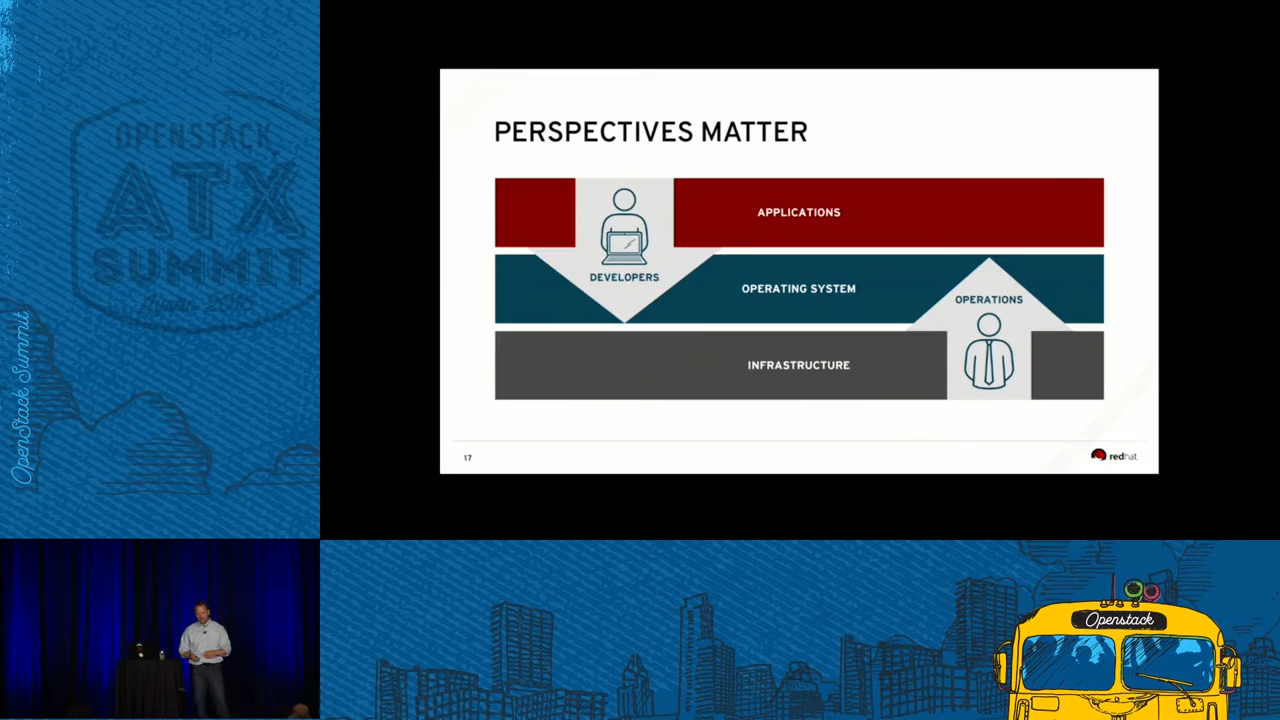 OPENSTACK
ATX
SUMMIT
OpenStack Summit
PERSPECTIVES MATTER
APPLICATIONS
DEVELOPERS
OPERATING SYSTEM
OPERATIONS
INFRASTRUCTURE
17
redhat
Openstack